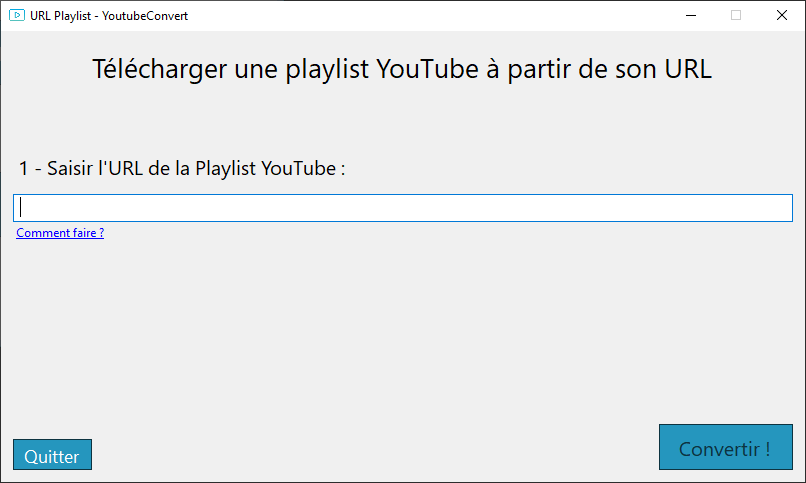 URL Playlist - YoutubeConvert
Télécharger une playlist YouTube à partir de son URL
1 - Saisir l'URL de la Playlist YouTube :
Comment faire ?
Quitter
Convertir !